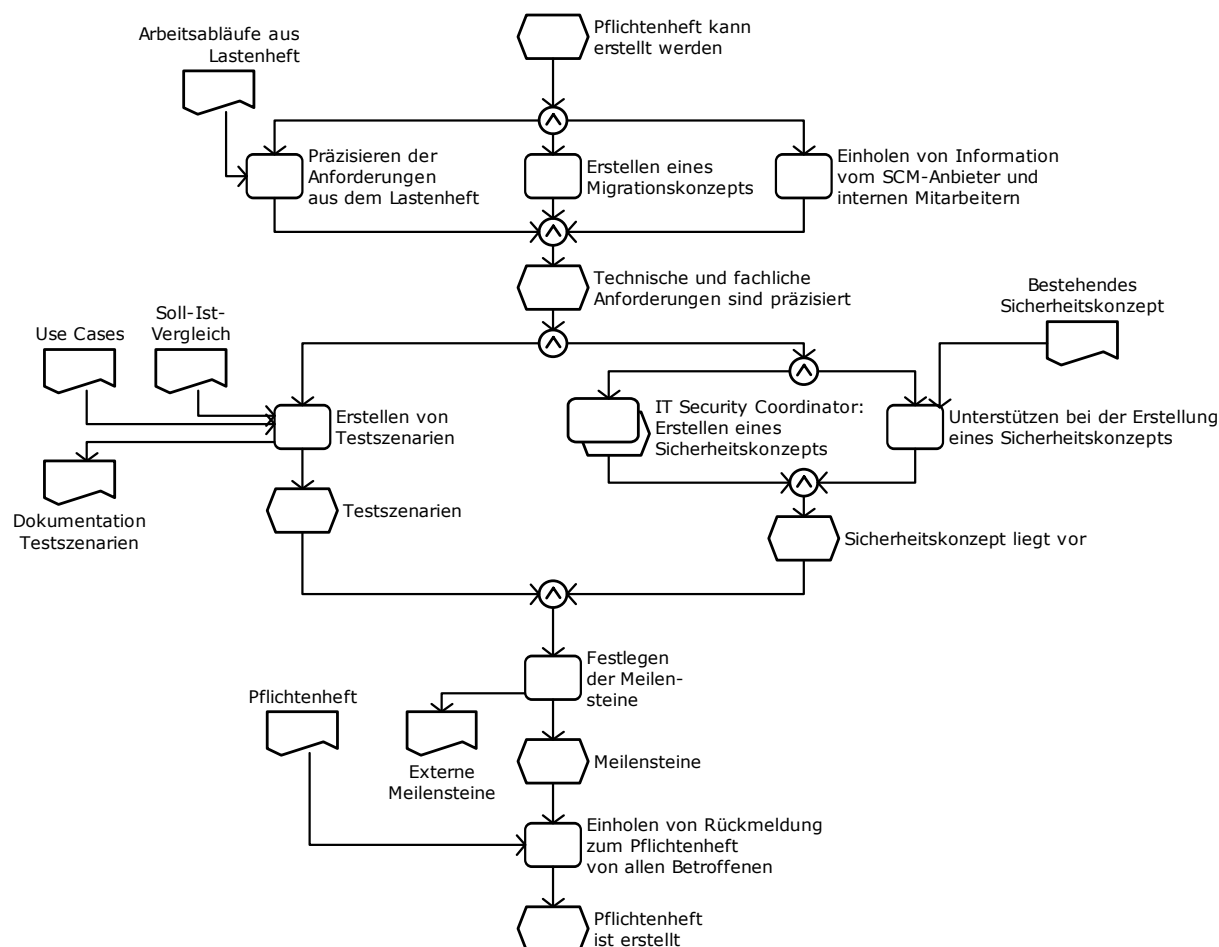 Pflichtenheft kann
erstellt werden
Arbeitsabläufe aus
Lastenheft
Präzisieren der
Anforderungen
aus dem Lastenheft
Erstellen eines
Migrationskonzepts
Einholen von Information
vom SCM-Anbieter und
internen Mitarbeitern
Technische und fachliche
Anforderungen sind präzisiert
Bestehendes
Sicherheitskonzept
Soll-Ist-
Vergleich
Use Cases
Erstellen von
Testszenarien
IT Security Coordinator:
Erstellen eines
Sicherheitskonzepts
Unterstützen bei der Erstellung
eines Sicherheitskonzepts
Dokumentation
Testszenarien
Testszenarien
Sicherheitskonzept liegt vor
Festlegen
der Meilen-
steine
Pflichtenheft
Externe
Meilensteine
Meilensteine
Einholen von Rückmeldung
zum Pflichtenheft
von allen Betroffenen
Pflichtenheft
ist erstellt